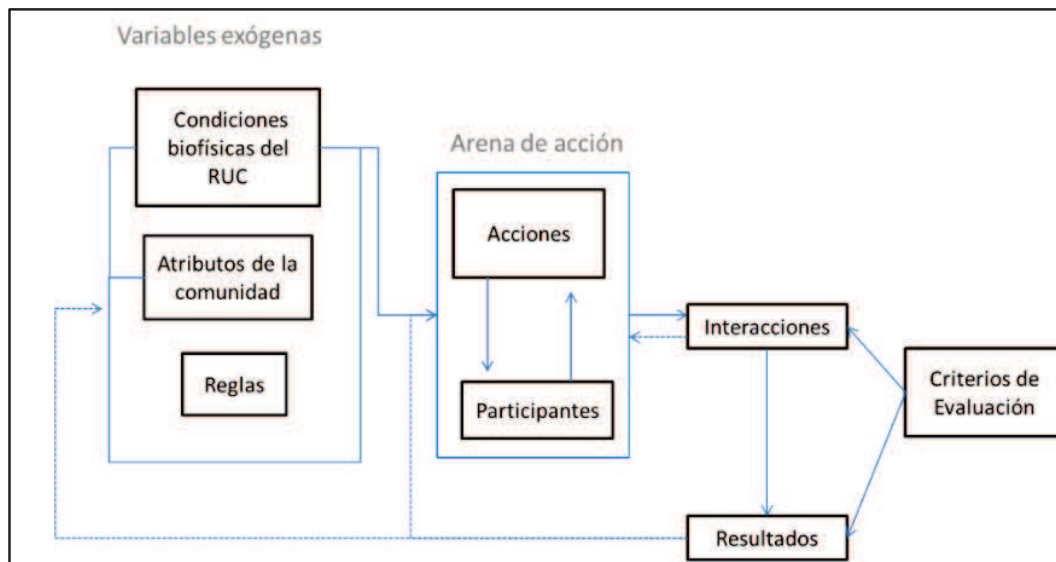 Variables exógenas
Condiciones
biofísicas del
RUC
Atributos de la
comunidad
Reglas
Arena de acción
Acciones
Participantes
Interacciones
Resultados
Criterios de
Evaluación